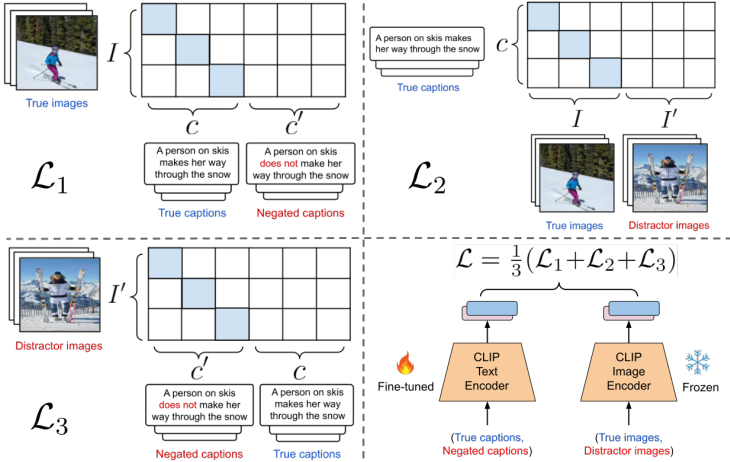 True images
I
c
c′
A person on skis
makes her way
through the snow
A person on skis
does not make her
way through the snow
True captions
Negated captions
ℒ₁
A person on skis makes
her way through the snow
True captions
c
I
I′
True images
Distractor images
ℒ₂
Distractor images
I′
c′
c
A person on skis
does not make her
way through the snow
A person on skis
makes her way
through the snow
Negated captions
True captions
ℒ₃
ℒ = 1/3(ℒ₁+ℒ₂+ℒ₃)
Fine-tuned
CLIP
Text
Encoder
CLIP
Image
Encoder
Frozen
(True captions,
Negated captions)
(True images,
Distractor images)